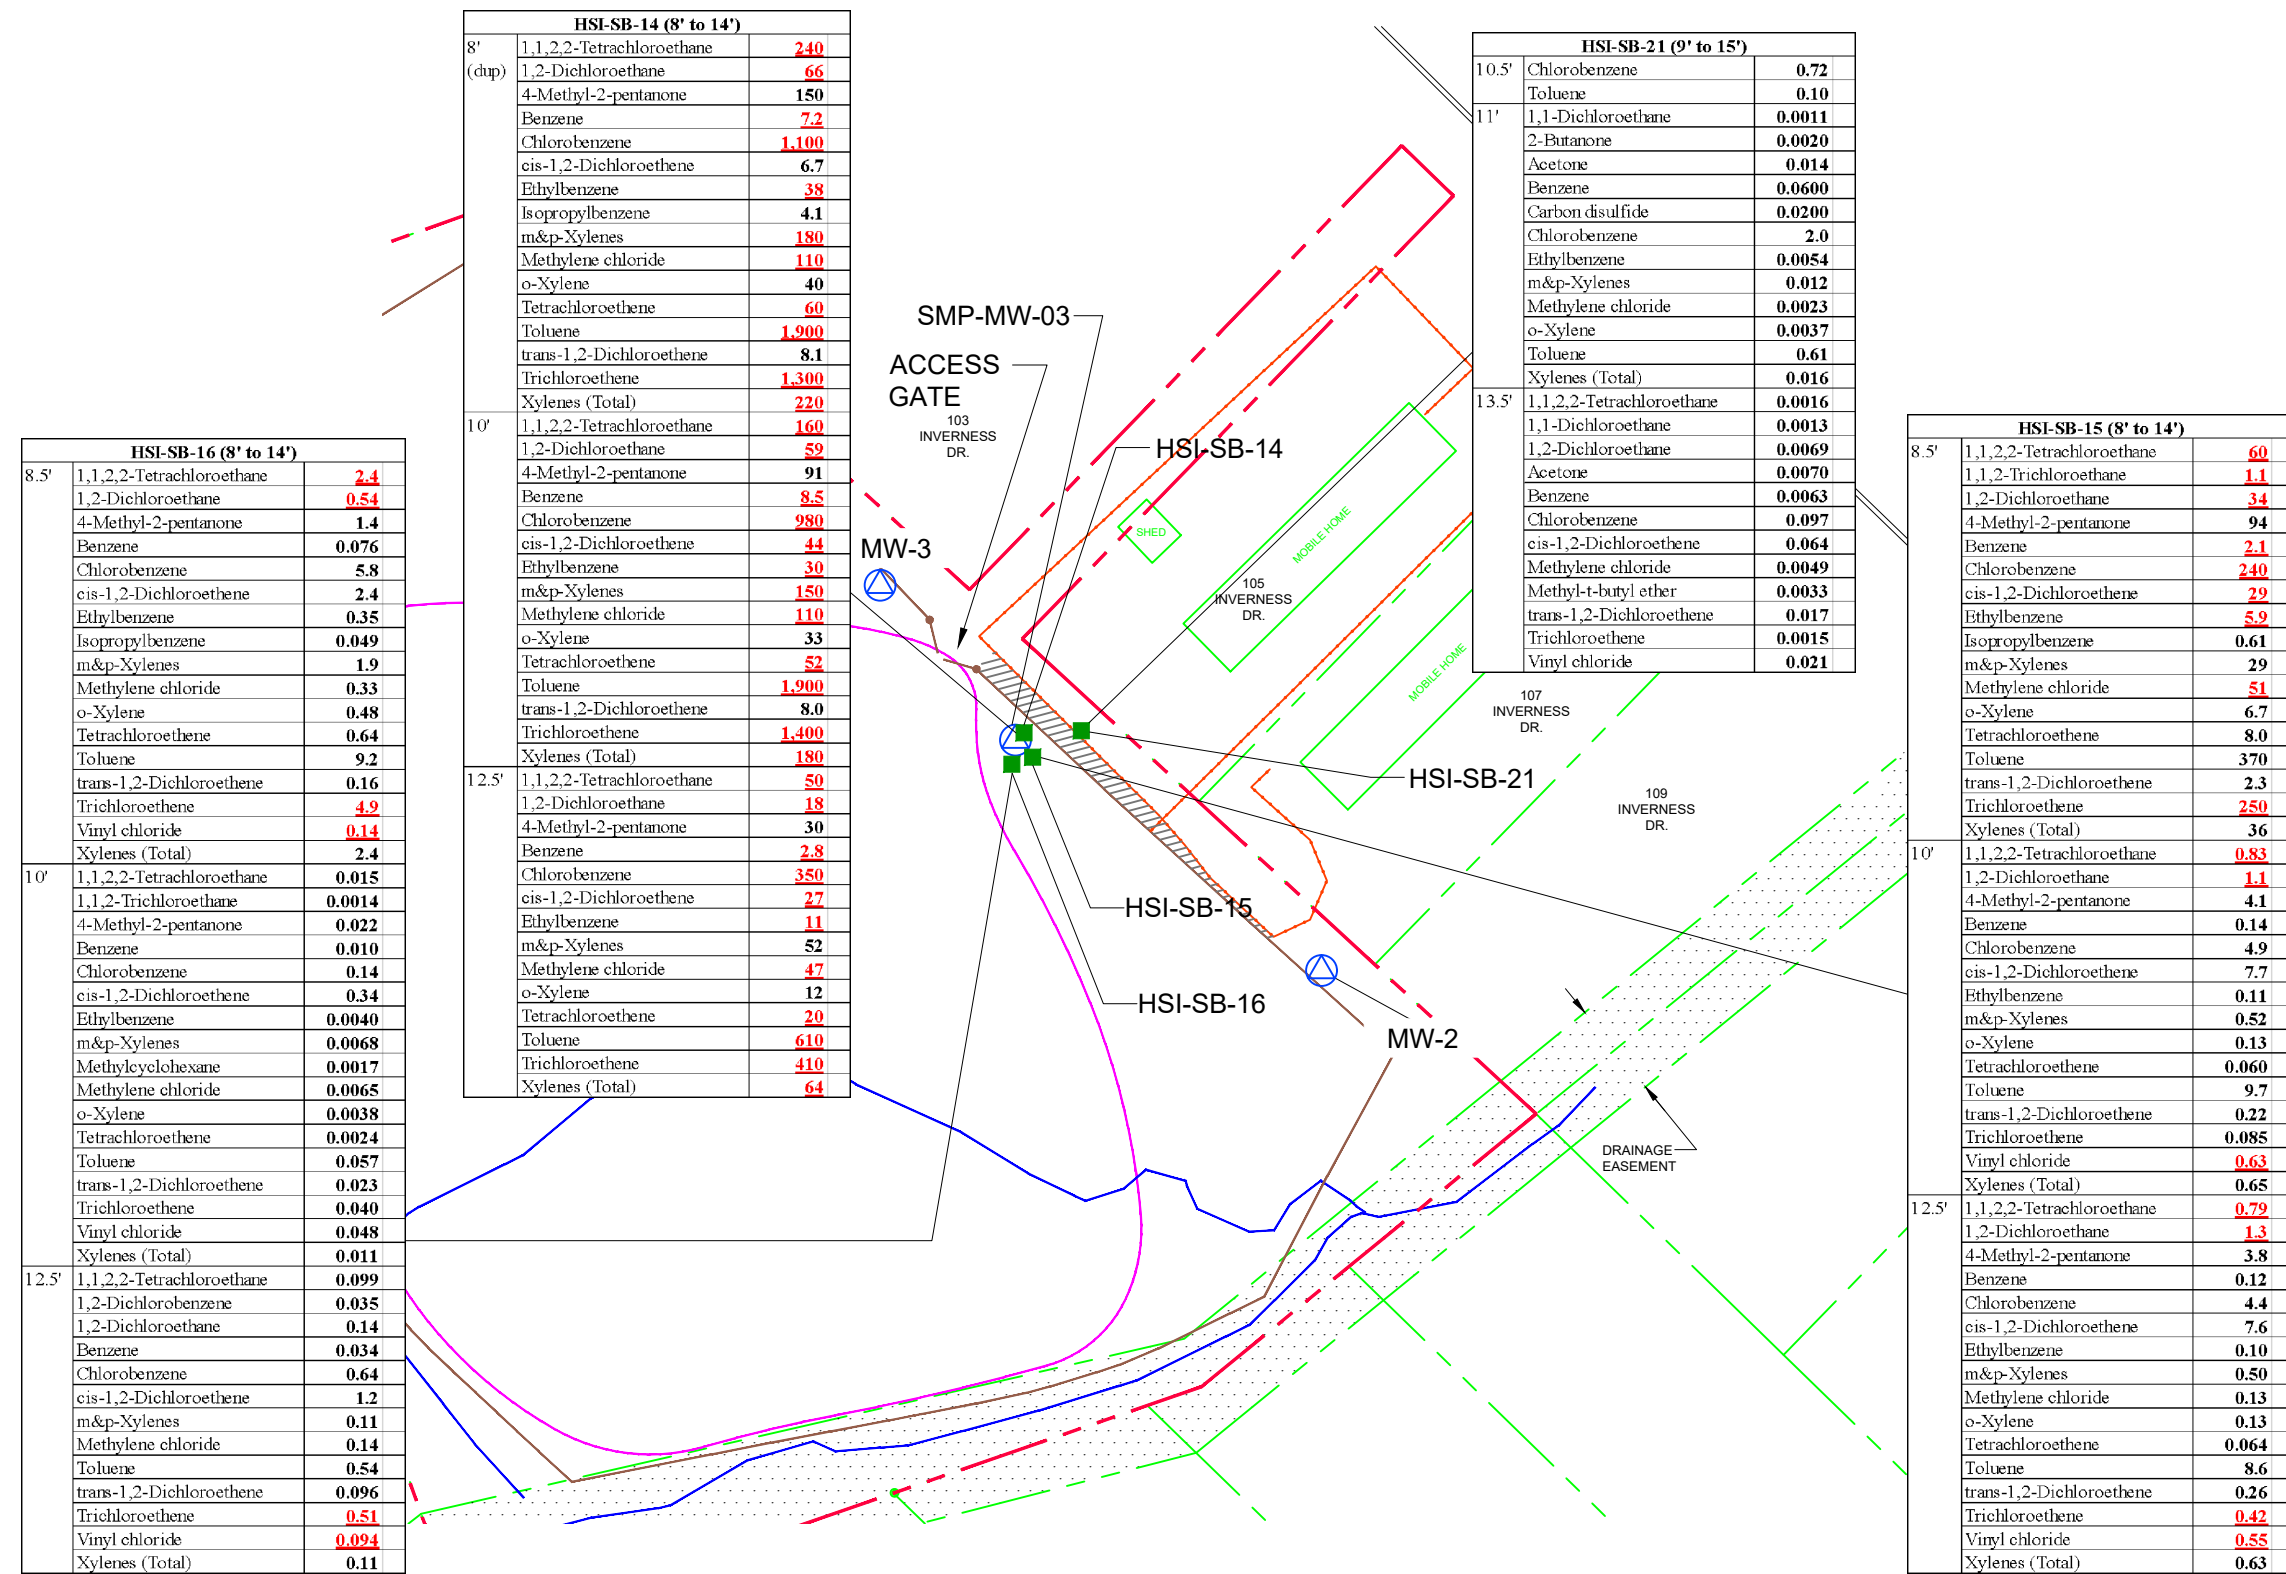 HSI-SB-14 (8' to 14')
8' 1,1,2,2-Tetrachloroethane 240
(dup) 1,2-Dichloroethane 66
4-Methyl-2-pentanone 150
Benzene 7.2
Chlorobenzene 1,100
cis-1,2-Dichloroethene 6.7
Ethylbenzene 38
Isopropylbenzene 4.1
m&p-Xylenes 180
Methylene chloride 110
o-Xylene 40
Tetrachloroethene 60
Toluene 1,900
trans-1,2-Dichloroethene 8.1
Trichloroethene 1,300
Xylenes (Total) 220
10' 1,1,2,2-Tetrachloroethane 160
1,2-Dichloroethane 59
4-Methyl-2-pentanone 91
Benzene 8.5
Chlorobenzene 980
cis-1,2-Dichloroethene 44
Ethylbenzene 30
m&p-Xylenes 150
Methylene chloride 110
o-Xylene 33
Tetrachloroethene 52
Toluene 1,900
trans-1,2-Dichloroethene 8.0
Trichloroethene 1,400
Xylenes (Total) 180
12.5' 1,1,2,2-Tetrachloroethane 50
1,2-Dichloroethane 18
4-Methyl-2-pentanone 30
Benzene 2.8
Chlorobenzene 350
cis-1,2-Dichloroethene 27
Ethylbenzene 11
m&p-Xylenes 52
Methylene chloride 47
o-Xylene 12
Tetrachloroethene 20
Toluene 610
Trichloroethene 410
Xylenes (Total) 64
HSI-SB-21 (9' to 15')
10.5' Chlorobenzene 0.72
Toluene 0.10
11' 1,1-Dichloroethane 0.0011
2-Butanone 0.0020
Acetone 0.014
Benzene 0.0600
Carbon disulfide 0.0200
Chlorobenzene 2.0
Ethylbenzene 0.0054
m&p-Xylenes 0.012
Methylene chloride 0.0023
o-Xylene 0.0037
Toluene 0.61
Xylenes (Total) 0.016
13.5' 1,1,2,2-Tetrachloroethane 0.0016
1,1-Dichloroethane 0.0013
1,2-Dichloroethane 0.0069
Acetone 0.0070
Benzene 0.0063
Chlorobenzene 0.097
cis-1,2-Dichloroethene 0.064
Methylene chloride 0.0049
Methyl-t-butyl ether 0.0033
trans-1,2-Dichloroethene 0.017
Trichloroethene 0.0015
Vinyl chloride 0.021
HSI-SB-16 (8' to 14')
8.5' 1,1,2,2-Tetrachloroethane 2.4
1,2-Dichloroethane 0.54
4-Methyl-2-pentanone 1.4
Benzene 0.076
Chlorobenzene 5.8
cis-1,2-Dichloroethene 2.4
Ethylbenzene 0.35
Isopropylbenzene 0.049
m&p-Xylenes 1.9
Methylene chloride 0.33
o-Xylene 0.48
Tetrachloroethene 0.64
Toluene 9.2
trans-1,2-Dichloroethene 0.16
Trichloroethene 4.9
Vinyl chloride 0.14
Xylenes (Total) 2.4
10' 1,1,2,2-Tetrachloroethane 0.015
1,1,2-Trichloroethane 0.0014
4-Methyl-2-pentanone 0.022
Benzene 0.010
Chlorobenzene 0.14
cis-1,2-Dichloroethene 0.34
Ethylbenzene 0.0040
m&p-Xylenes 0.0068
Methylcyclohexane 0.0017
Methylene chloride 0.0065
o-Xylene 0.0038
Tetrachloroethene 0.0024
Toluene 0.057
trans-1,2-Dichloroethene 0.023
Trichloroethene 0.040
Vinyl chloride 0.048
Xylenes (Total) 0.011
12.5' 1,1,2,2-Tetrachloroethane 0.099
1,2-Dichlorobenzene 0.035
1,2-Dichloroethane 0.14
Benzene 0.034
Chlorobenzene 0.64
cis-1,2-Dichloroethene 1.2
m&p-Xylenes 0.11
Methylene chloride 0.14
Toluene 0.54
trans-1,2-Dichloroethene 0.096
Trichloroethene 0.51
Vinyl chloride 0.094
Xylenes (Total) 0.11
HSI-SB-15 (8' to 14')
8.5' 1,1,2,2-Tetrachloroethane 60
1,1,2-Trichloroethane 1.1
1,2-Dichloroethane 34
4-Methyl-2-pentanone 94
Benzene 2.1
Chlorobenzene 240
cis-1,2-Dichloroethene 29
Ethylbenzene 5.9
Isopropylbenzene 0.61
m&p-Xylenes 29
Methylene chloride 51
o-Xylene 6.7
Tetrachloroethene 8.0
Toluene 370
trans-1,2-Dichloroethene 2.3
Trichloroethene 250
Xylenes (Total) 36
10' 1,1,2,2-Tetrachloroethane 0.83
1,2-Dichloroethane 1.1
4-Methyl-2-pentanone 4.1
Benzene 0.14
Chlorobenzene 4.9
cis-1,2-Dichloroethene 7.7
Ethylbenzene 0.11
m&p-Xylenes 0.52
o-Xylene 0.13
Tetrachloroethene 0.060
Toluene 9.7
trans-1,2-Dichloroethene 0.22
Trichloroethene 0.085
Vinyl chloride 0.63
Xylenes (Total) 0.65
12.5' 1,1,2,2-Tetrachloroethane 0.79
1,2-Dichloroethane 1.3
4-Methyl-2-pentanone 3.8
Benzene 0.12
Chlorobenzene 4.4
cis-1,2-Dichloroethene 7.6
Ethylbenzene 0.10
m&p-Xylenes 0.50
Methylene chloride 0.13
o-Xylene 0.13
Tetrachloroethene 0.064
Toluene 8.6
trans-1,2-Dichloroethene 0.26
Trichloroethene 0.42
Vinyl chloride 0.55
Xylenes (Total) 0.63
SMP-MW-03
ACCESS
GATE
103
INVERNESS
DR.
HSI-SB-14
MW-3
SHED
MOBILE HOME
105
INVERNESS
DR.
MOBILE HOME
107
INVERNESS
DR.
HSI-SB-21
109
INVERNESS
DR.
HSI-SB-15
HSI-SB-16
MW-2
DRAINAGE
EASEMENT